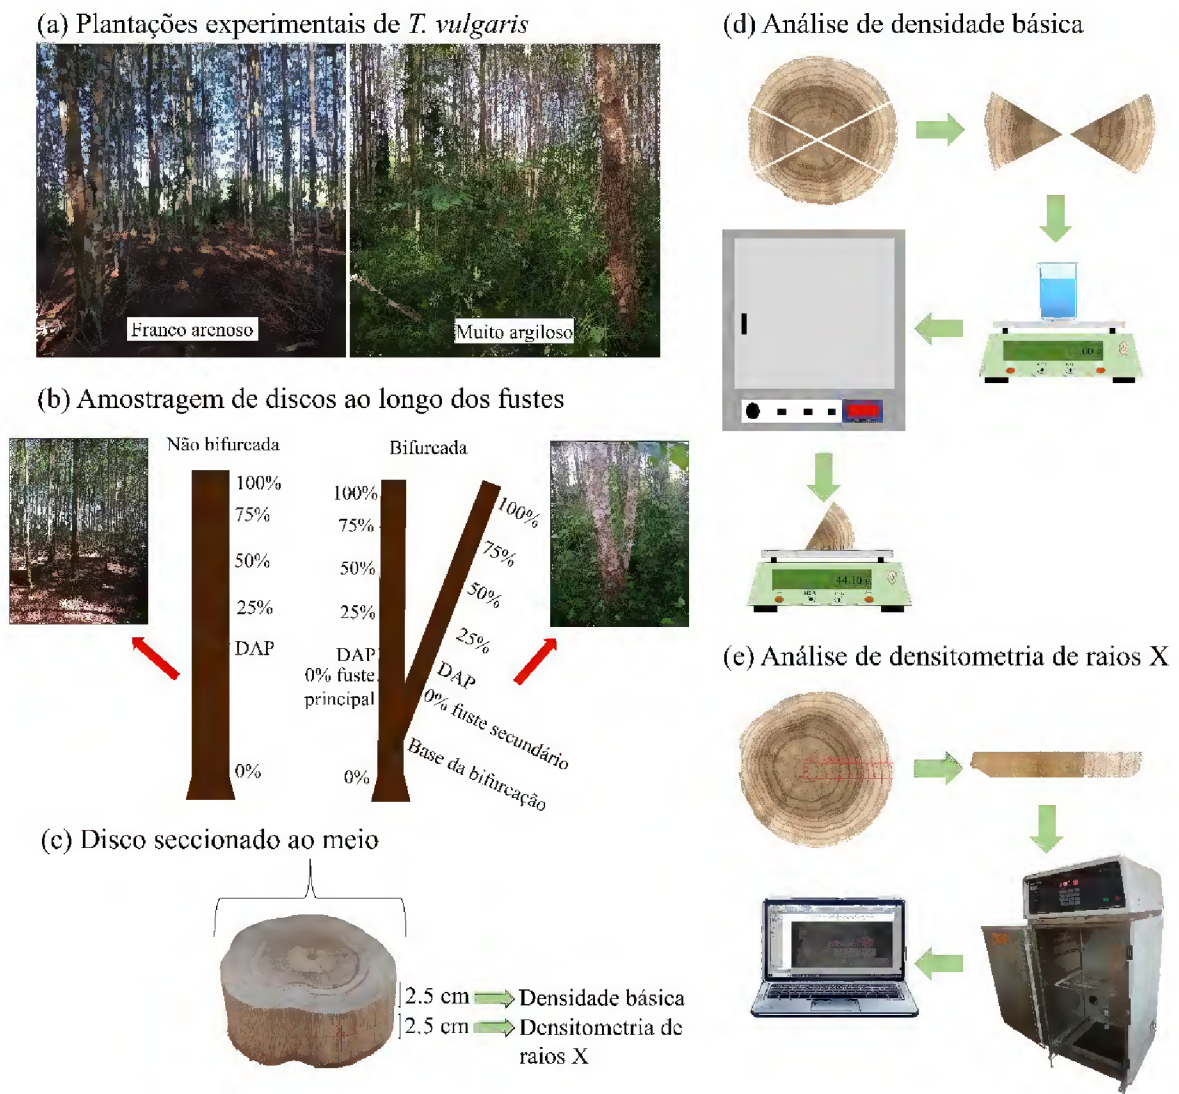 (a) Plantações experimentais de T. vulgaris
Franco arenoso
Muito argiloso
(b) Amostragem de discos ao longo dos fustes
Não bifurcada
100%
75%
50%
25%
DAP
0%
Bifurcada
100%
75%
50%
25%
DAP
0% fuste
principal
0%
100%
75%
50%
25%
DAP
0% fuste secundário
Base da bifurcação
(c) Disco seccionado ao meio
2.5 cm
Densidade básica
2.5 cm
Densitometria de
raios X
(d) Análise de densidade básica
44.10
(e) Análise de densitometria de raios X